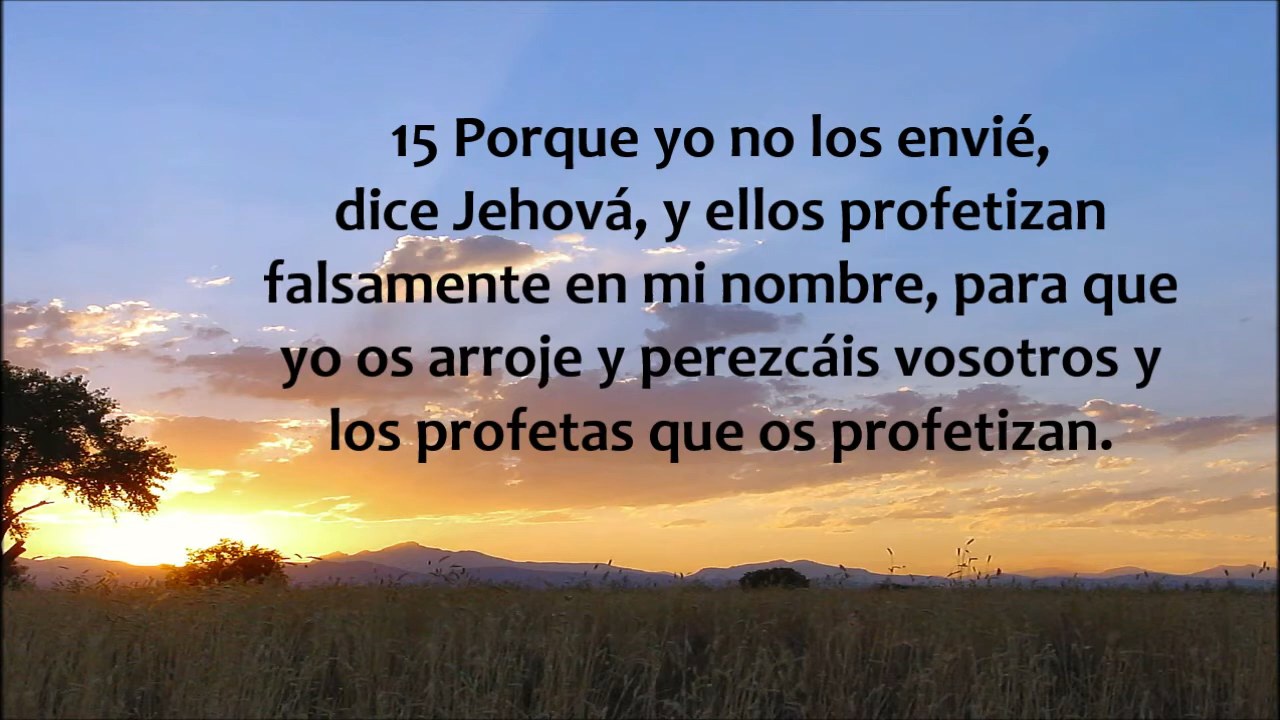 15 Porque yo no los envié,
dice Jehová, y ellos profetizan
falsamente en mi nombre, para que
yo os arroje y perezcáis vosotros y
los profetas que os profetizan.